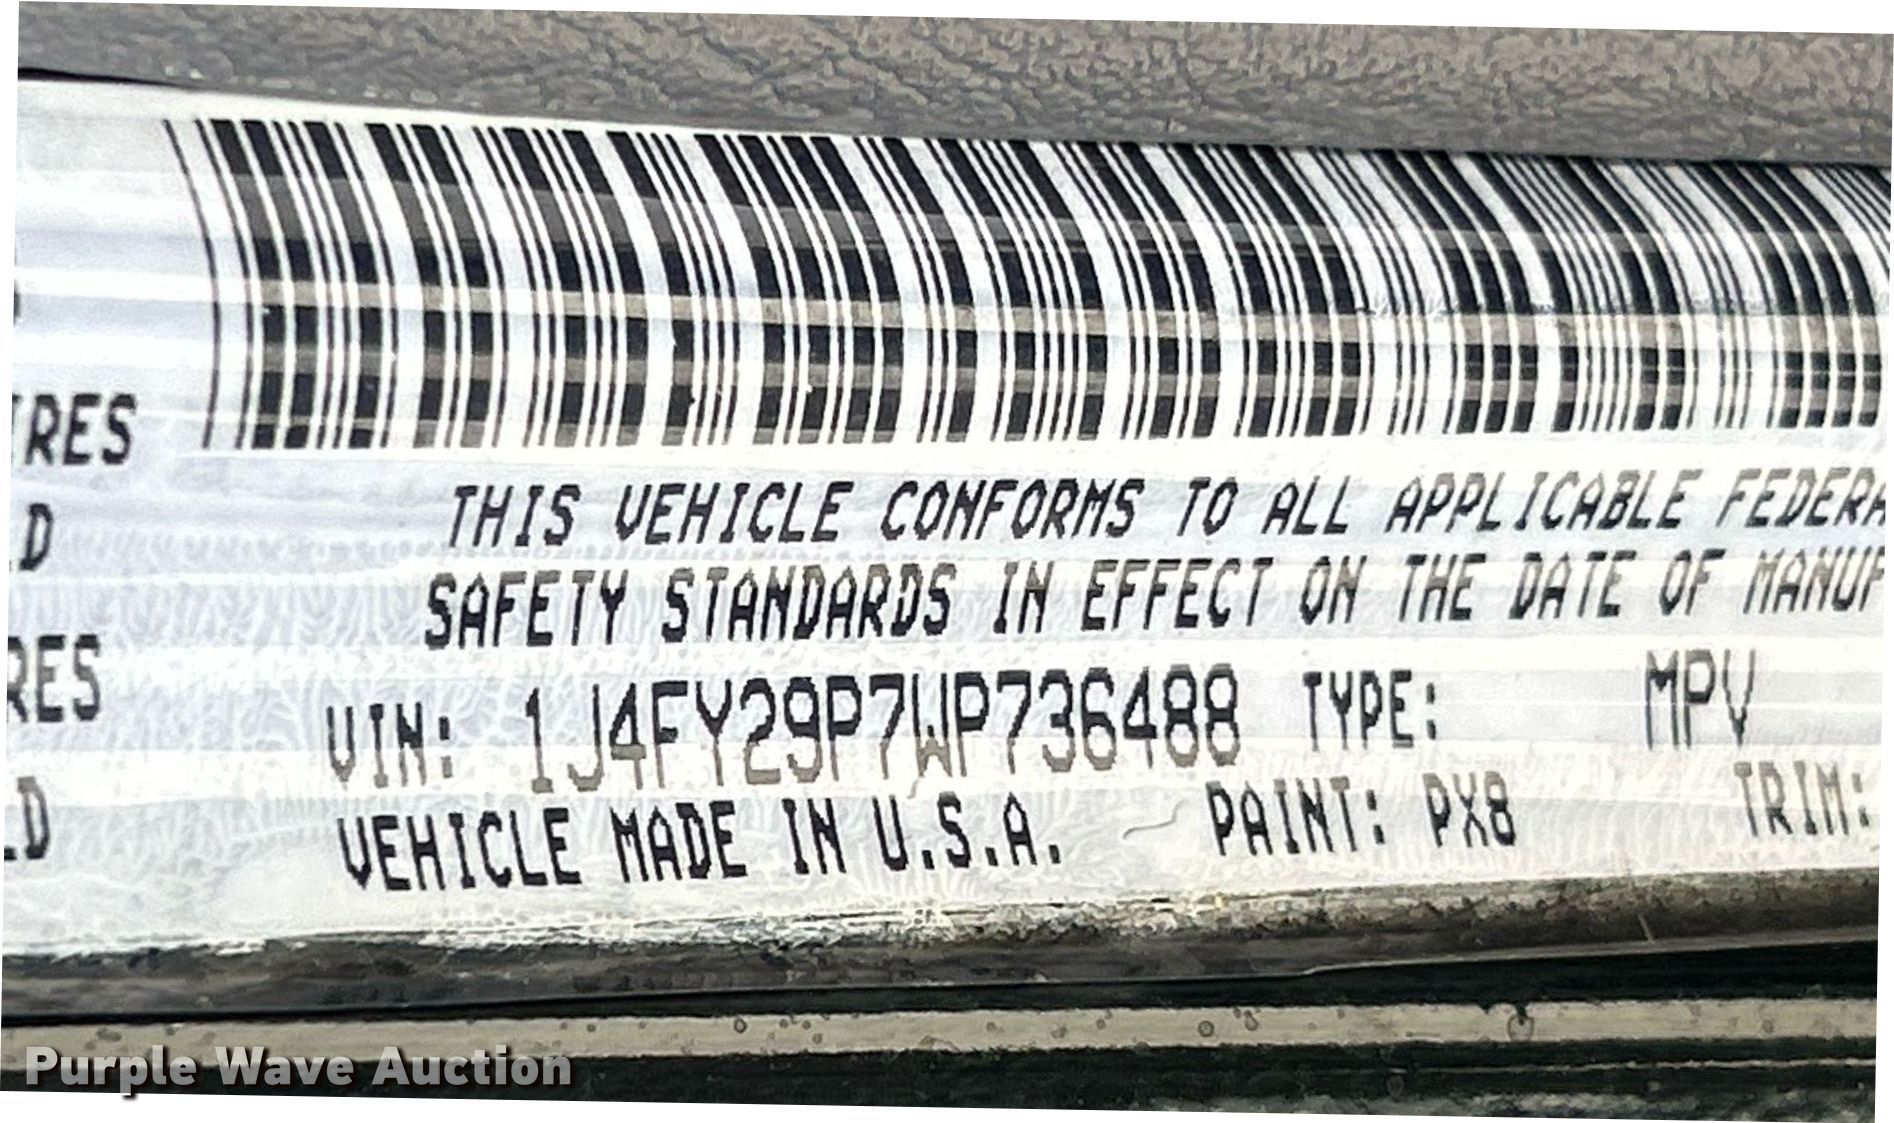 RES
D
RES
D
THIS VEHICLE CONFORMS TO ALL APPLICABLE FEDERA
SAFETY STANDARDS IN EFFECT ON THE DATE OF MANUF
VIN: 1J4FY29P7WP736488 TYPE: MPV
VEHICLE MADE IN U.S.A. PAINT: PX8 TRIM:
Purple Wave Auction